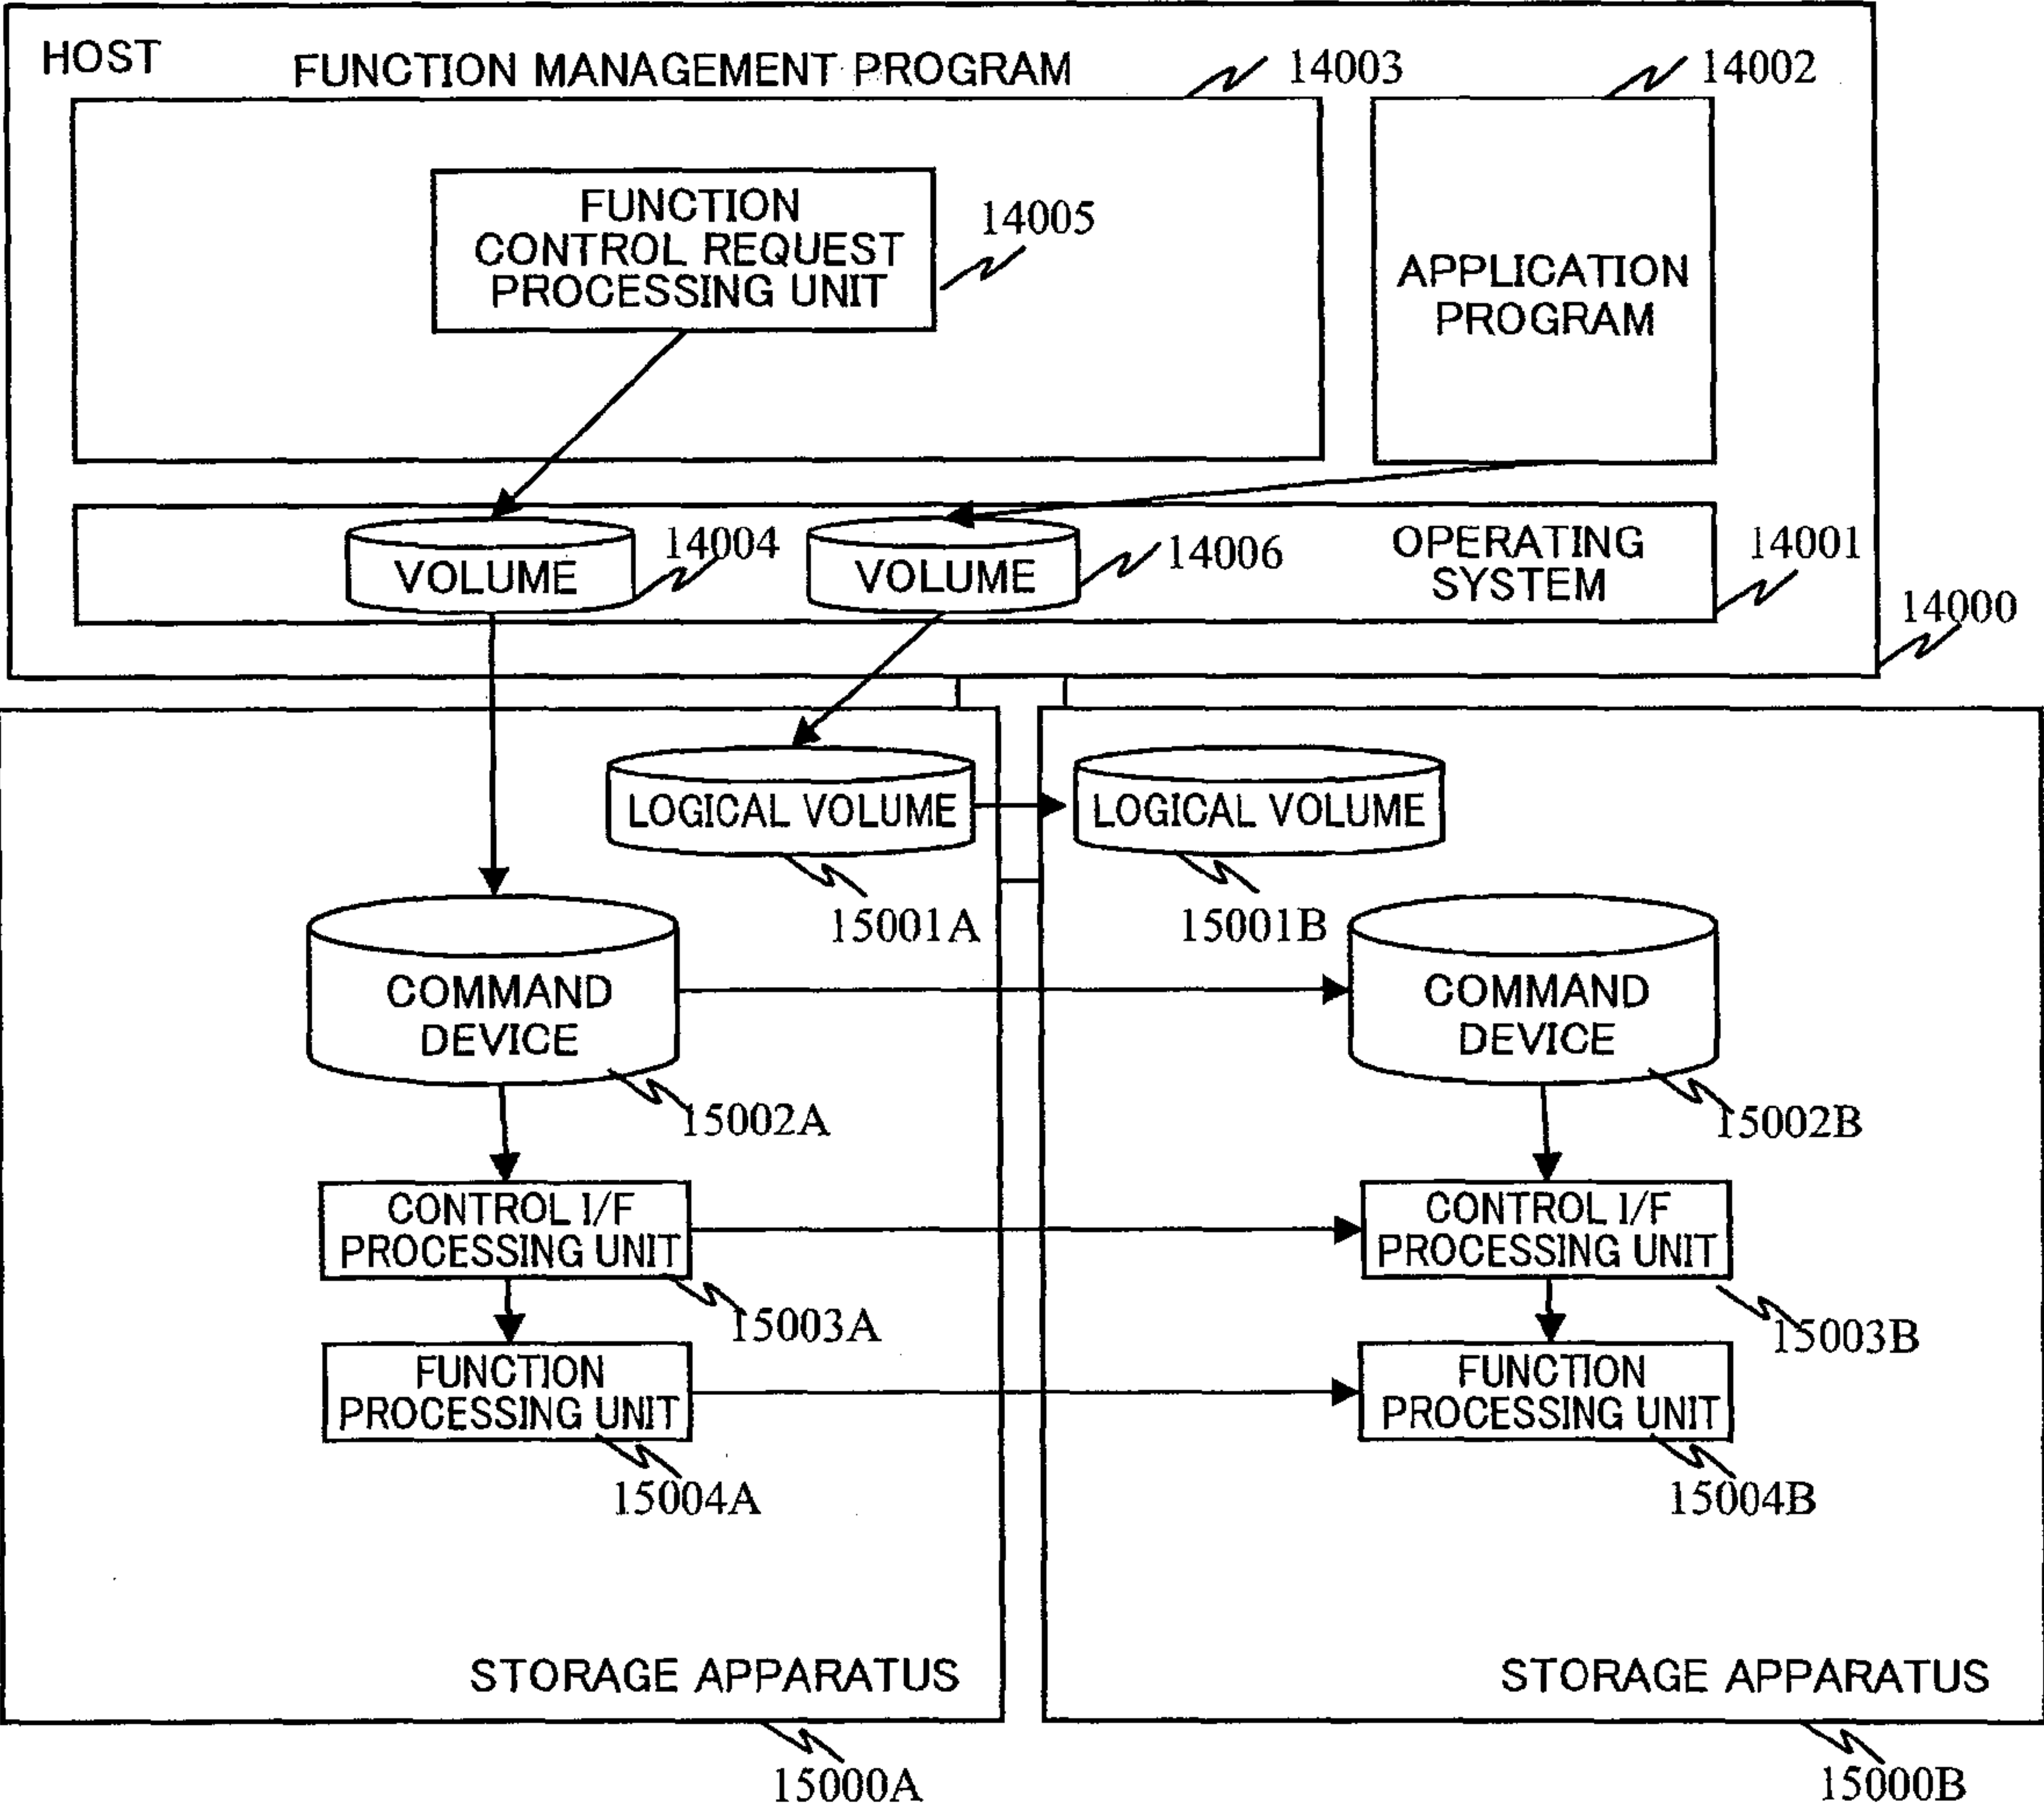 HOST
FUNCTION MANAGEMENT PROGRAM
14003
14002
FUNCTION
CONTROL REQUEST
PROCESSING UNIT
14005
APPLICATION
PROGRAM
VOLUME
14004
VOLUME
14006
OPERATING
SYSTEM
14001
14000
LOGICAL VOLUME
LOGICAL VOLUME
15001A
15001B
COMMAND
DEVICE
COMMAND
DEVICE
15002A
15002B
CONTROL I/F
PROCESSING UNIT
CONTROL I/F
PROCESSING UNIT
15003A
15003B
FUNCTION
PROCESSING UNIT
FUNCTION
PROCESSING UNIT
15004A
15004B
STORAGE APPARATUS
STORAGE APPARATUS
15000A
15000B